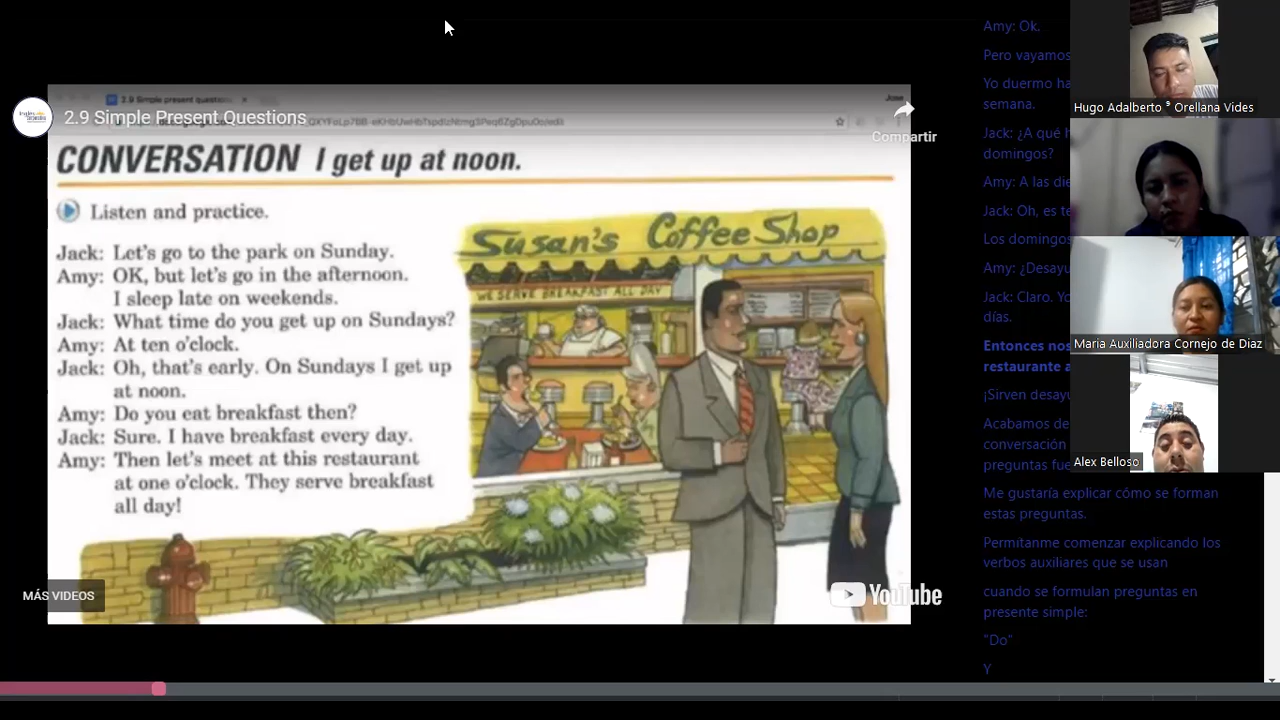 2.9 Simple present question
2.9 Simple Present Questions
Compartir
CONVERSATION I get up at noon.
Listen and practice.
Jack: Let's go to the park on Sunday.
Amy: OK, but let's go in the afternoon.
I sleep late on weekends.
Jack: What time do you get up on Sundays?
Amy: At ten o'clock.
Jack: Oh, that's early. On Sundays I get up
at noon.
Amy: Do you eat breakfast then?
Jack: Sure. I have breakfast every day.
Amy: Then let's meet at this restaurant
at one o'clock. They serve breakfast
all day!
Susan's Coffee Shop
WE SERVE BREAKFAST ALL DAY
MÁS VIDEOS
YouTube
Amy: Ok.
Pero vayamos
Yo duermo
semana.
Jack: ¿A qué
domingos?
Amy: A las
Jack: Oh, es
Los domingos
Amy:
Jack: Claro.
días.
Entonces nos
restaurante
¡Sirven
Acabamos de
conversación
preguntas
Me gustaría explicar cómo se forman
estas preguntas.
Permítanme comenzar explicando los
verbos auxiliares que se usan
cuando se formulan preguntas en
presente simple:
"Do"
Y
Hugo Adalberto Orellana Vides
Maria Auxiliadora Cornejo de Diaz
Alex Belloso